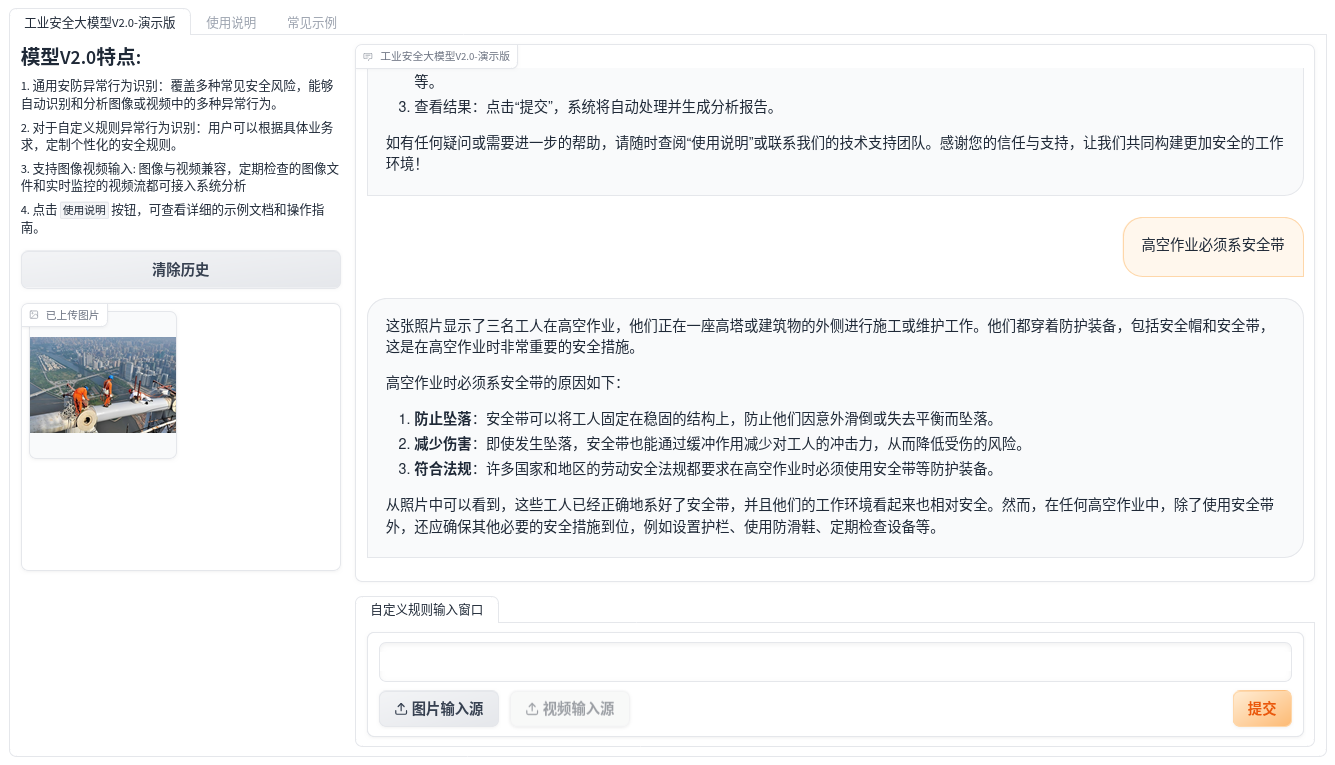 工业安全大模型V2.0-演示版
使用说明
常见示例
模型V2.0特点:
1. 通用安防异常行为识别：覆盖多种常见安全风险，能够
自动识别和分析图像或视频中的多种异常行为。
2. 对于自定义规则异常行为识别：用户可以根据具体业务
求，定制个性化的安全规则。
3. 支持图像视频输入: 图像与视频兼容，定期检查的图像文
件和实时监控的视频流都可接入系统分析
4. 点击 使用说明 按钮，可查看详细的示例文档和操作指
南。
清除历史
已上传图片
工业安全大模型V2.0-演示版
等。
3. 查看结果：点击“提交”，系统将自动处理并生成分析报告。
如有任何疑问或需要进一步的帮助，请随时查阅“使用说明”或联系我们的技术支持团队。感谢您的信任与支持，让我们共同构建更加安全的工作
环境！
高空作业必须系安全带
这张照片显示了三名工人在高空作业，他们正在一座高塔或建筑物的外侧进行施工或维护工作。他们都穿着防护装备，包括安全帽和安全带，
这是在高空作业时非常重要的安全措施。
高空作业时必须系安全带的原因如下：
1. 防止坠落：安全带可以将工人固定在稳固的结构上，防止他们因意外滑倒或失去平衡而坠落。
2. 减少伤害：即使发生坠落，安全带也能通过缓冲作用减少对工人的冲击力，从而降低受伤的风险。
3. 符合法规：许多国家和地区的劳动安全法规都要求在高空作业时必须使用安全带等防护装备。
从照片中可以看到，这些工人已经正确地系好了安全带，并且他们的工作环境看起来也相对安全。然而，在任何高空作业中，除了使用安全带
外，还应确保其他必要的安全措施到位，例如设置护栏、使用防滑鞋、定期检查设备等。
自定义规则输入窗口
图片输入源
视频输入源
提交